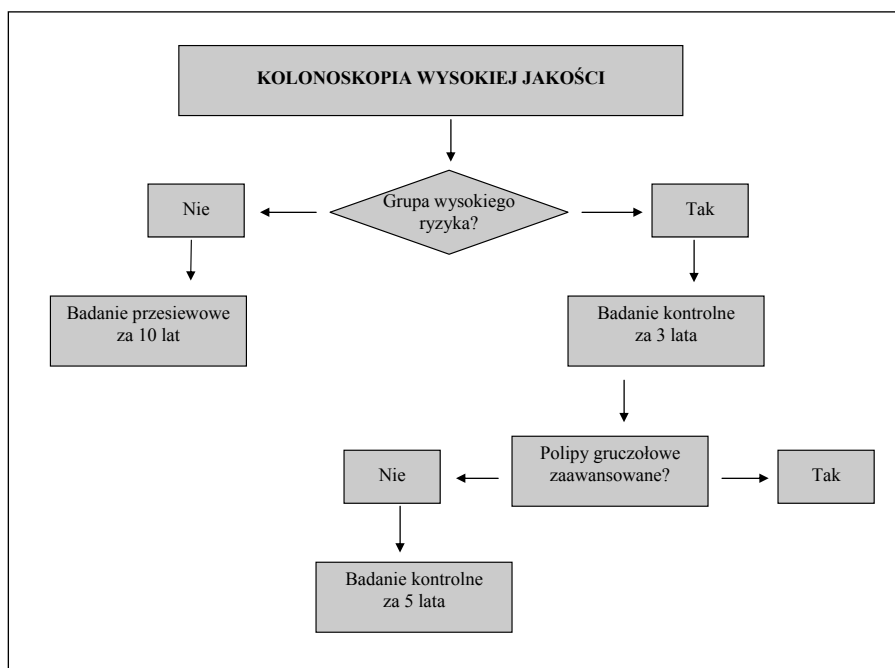 KOLONOSKOPIA WYSOKIEJ JAKOŚCI
Grupa wysokiego
ryzyka?
Nie
Tak
Badanie przesiewowe
za 10 lat
Badanie kontrolne
za 3 lata
Polipy gruczołowe
zaawansowane?
Nie
Tak
Badanie kontrolne
za 5 lata